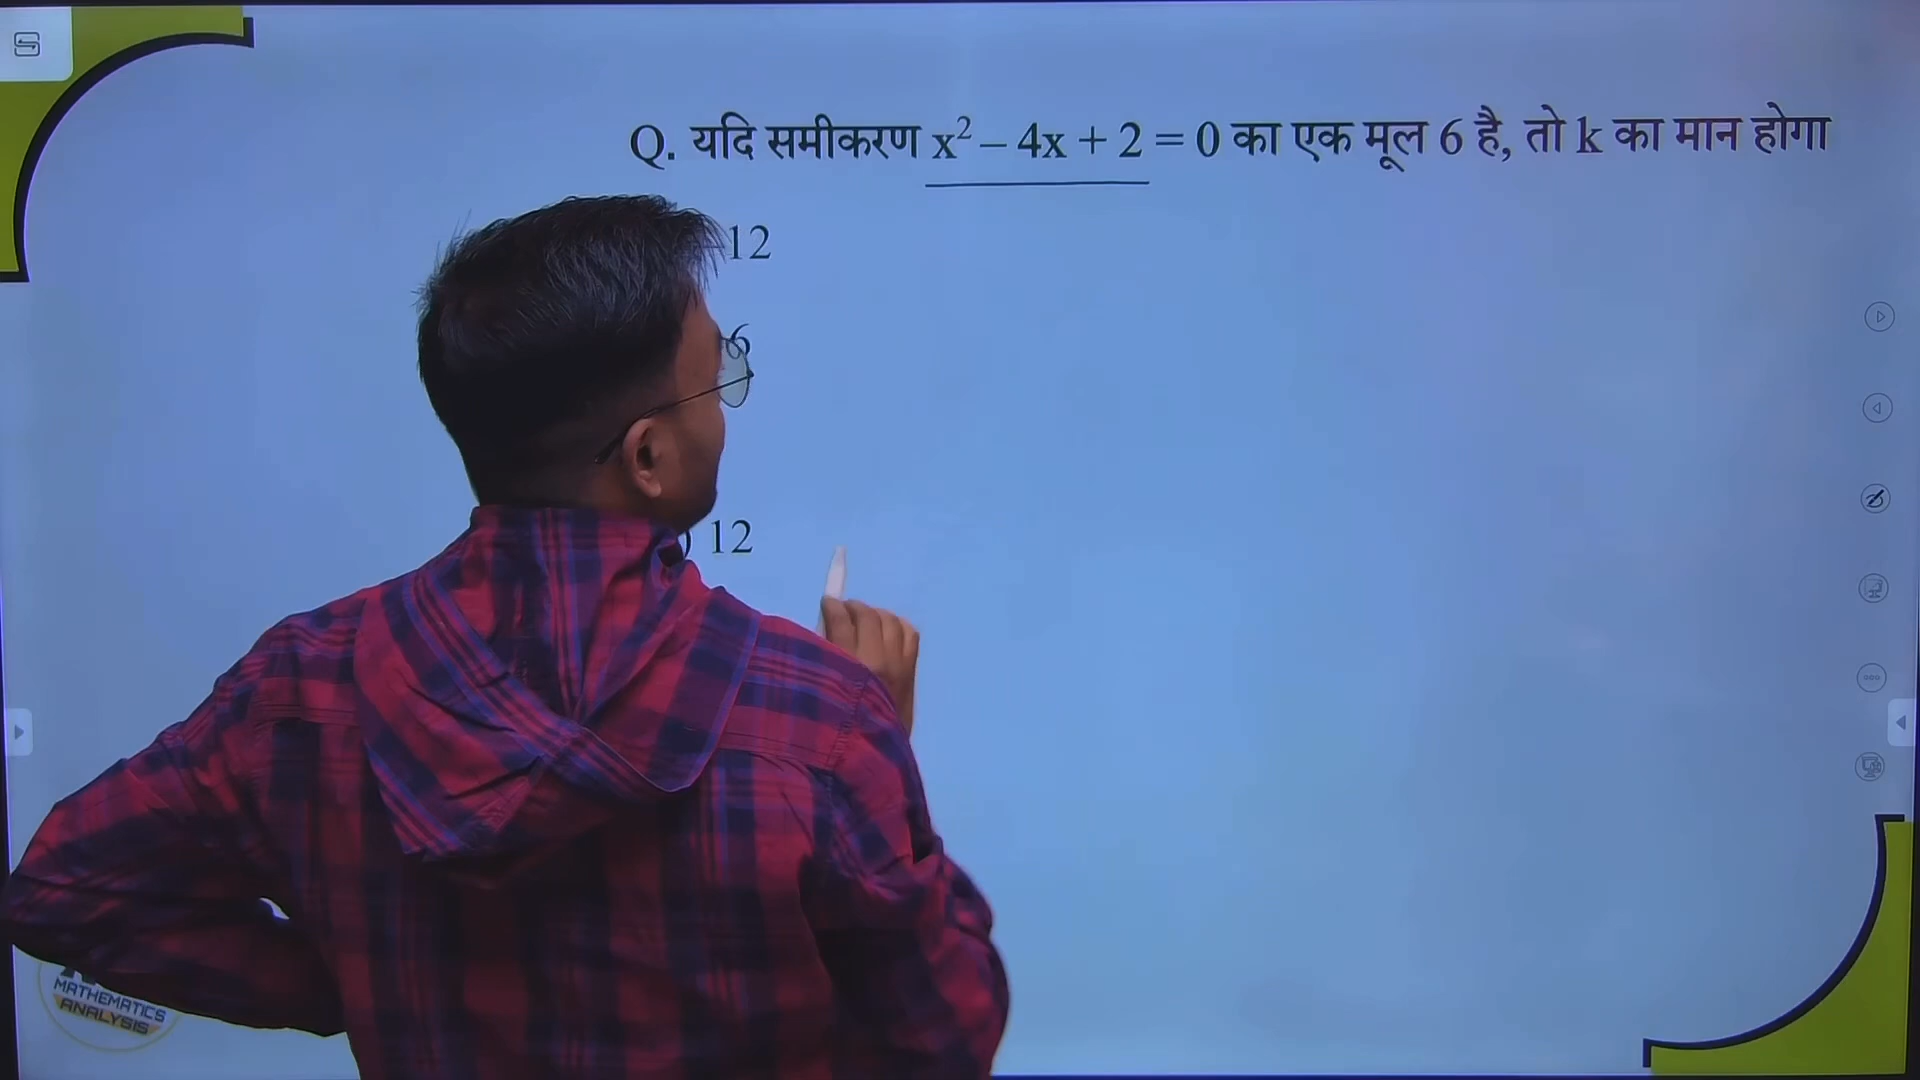 Q. यदि समीकरण x² – 4x + 2 = 0 का एक मूल 6 है, तो k का मान होगा
–12
6
) 12
MATHEMATICS
ANALYSIS